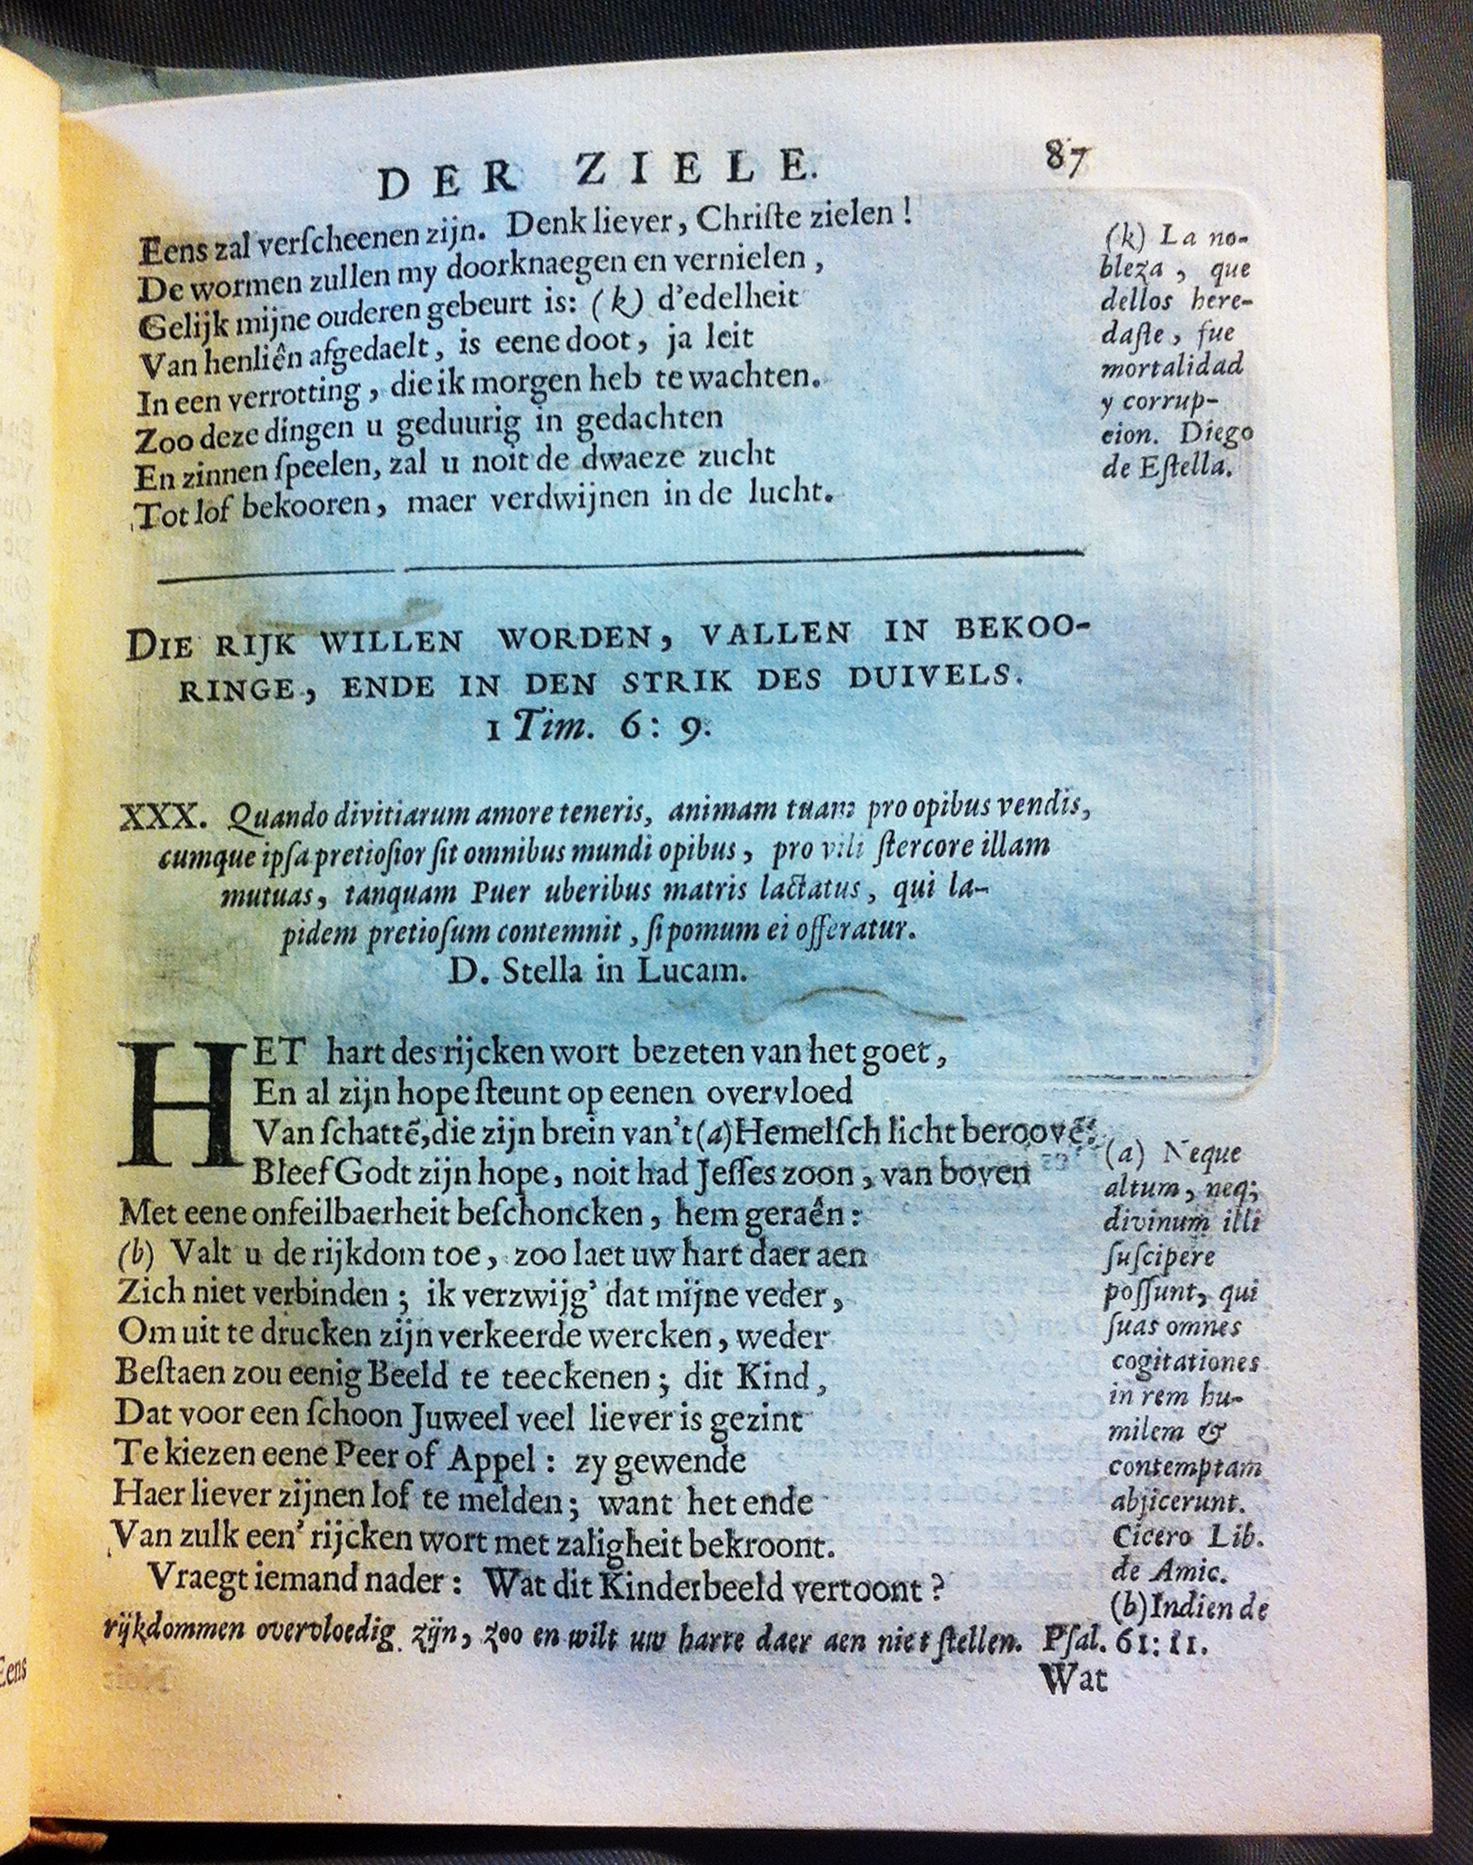 DER ZIELE. 87
Eens zal verſcheenen zijn. Denk liever, Chriſte zielen!
De wormen zullen my doorknaegen en vernielen,
Gelijk mijne ouderen gebeurt is: (k) d'edelheit
Van henliên afgedaelt, is eene doot, ja leit
In een verrotting, die ik morgen heb te wachten.
Zoo deze dingen u geduurig in gedachten
En zinnen ſpeelen, zal u noit de dwaeze zucht
Tot lof bekooren, maer verdwijnen in de lucht.
(k) La no-
bleza, que
dellos here-
daſte, fue
mortalidad
y corrup-
cion. Diego
de Eſtella.
DIE RIJK WILLEN WORDEN, VALLEN IN BEKOO-
RINGE, ENDE IN DEN STRIK DES DUIVELS.
1 Tim. 6: 9.
XXX. Quando divitiarum amore teneris, animam tuam pro opibus vendis,
cumque ipſa pretioſior ſit omnibus mundi opibus, pro vili ſtercore illam
mutuas, tanquam Puer uberibus matris lactatus, qui la-
pidem pretioſum contemnit, ſi pomum ei offeratur.
D. Stella in Lucam.
HET hart des rijcken wort bezeten van het goet,
En al zijn hope ſteunt op eenen overvloed
Van ſchattẽ, die zijn brein van't (a) Hemelſch licht beroovẽ:
Bleef Godt zijn hope, noit had Jeſſes zoon, van boven
Met eene onfeilbaerheit beſchoncken, hem geraên:
(b) Valt u de rijkdom toe, zoo laet uw hart daer aen
Zich niet verbinden; ik verzwijg' dat mijne veder,
Om uit te drucken zijn verkeerde wercken, weder
Beſtaen zou eenig Beeld te teeckenen; dit Kind,
Dat voor een ſchoon Juweel veel liever is gezint
Te kiezen eene Peer of Appel: zy gewende
Haer liever zijnen lof te melden; want het ende
Van zulk een' rijcken wort met zaligheit bekroont.
Vraegt iemand nader: Wat dit Kinderbeeld vertoont?
(a) Neque
altum, neq;
divinum illi
ſuſcipere
poſſunt, qui
ſuas omnes
cogitationes
in rem hu-
milem &
contemptam
abjicerunt.
Cicero Lib.
de Amic.
(b) Indien de
rijkdommen overvloedig zijn, zoo en wilt uw harte daer aen niet ſtellen. Pſal. 61: 11.
Wat
Eens